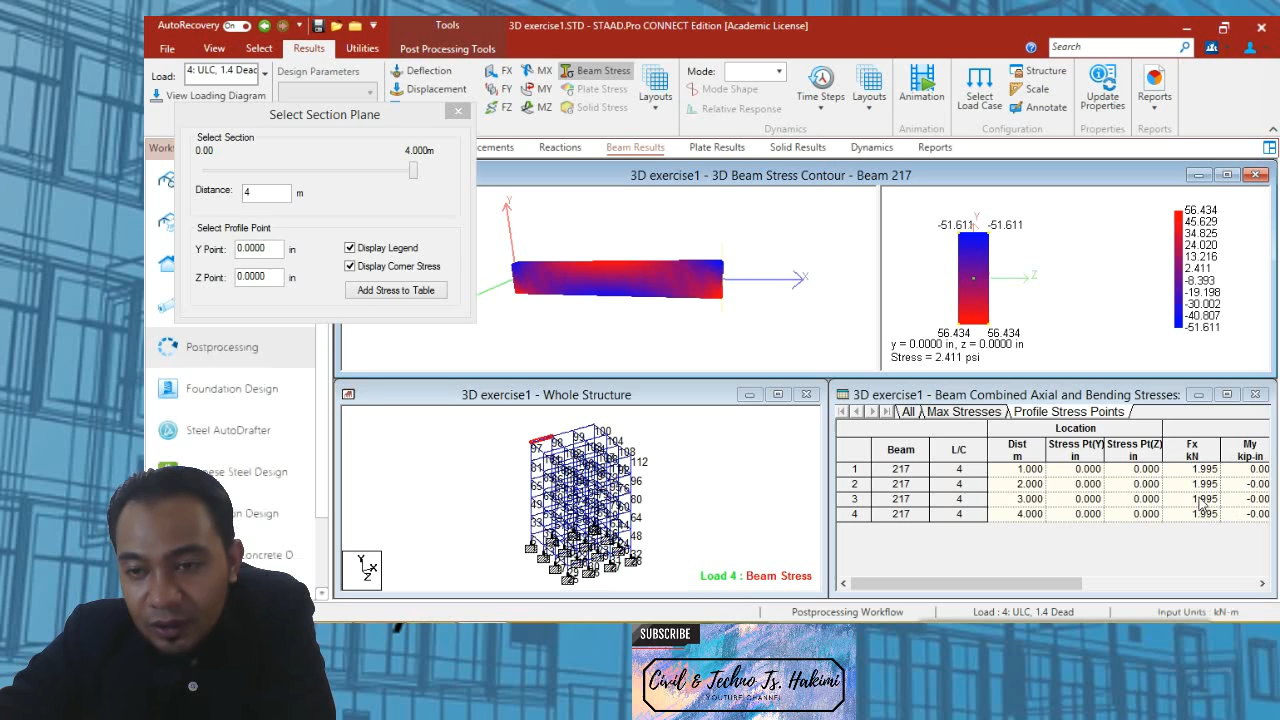 AutoRecovery On
Tools
3D exercise1.STD - STAAD.Pro CONNECT Edition [Academic License]
File View Select Results Utilities Post Processing Tools
Search
Load: 4: ULC, 1.4 Dead
View Loading Diagram
Design Parameters
Deflection
Displacement
FX MX Beam Stress
FY MY Plate Stress
FZ MZ Solid Stress
Layouts
Mode:
Mode Shape
Relative Response
Time Steps
Layouts
Dynamics
Animation
Animation
Select Load Case
Structure
Scale
Annotate
Configuration
Update Properties
Properties
Reports
Reports
Reactions Beam Results Plate Results Solid Results Dynamics Reports
Select Section Plane
Select Section
0.00 4.000m
Distance: 4 m
Select Profile Point
Y Point: 0.0000 in
Z Point: 0.0000 in
Display Legend
Display Corner Stress
Add Stress to Table
Postprocessing
Foundation Design
Steel AutoDrafter
3D exercise1 - 3D Beam Stress Contour - Beam 217
Y
X
Y
-51.611 -51.611
Z
56.434 56.434
y = 0.0000 in, z = 0.0000 in
Stress = 2.411 psi
56.434
45.629
34.825
24.020
13.216
2.411
-8.393
-19.198
-30.002
-40.807
-51.611
3D exercise1 - Whole Structure
Y
X
Z
Load 4 : Beam Stress
3D exercise1 - Beam Combined Axial and Bending Stresses:
All Max Stresses Profile Stress Points
Location
Beam L/C Dist m Stress Pt(Y) in Stress Pt(Z) in Fx kN My kip-in
1 217 4 1.000 0.000 0.000 1.995 0.00
2 217 4 2.000 0.000 0.000 1.995 -0.00
3 217 4 3.000 0.000 0.000 1.995 -0.00
4 217 4 4.000 0.000 0.000 1.995 -0.00
Postprocessing Workflow
Load : 4: ULC, 1.4 Dead
Input Units : kN-m
SUBSCRIBE
Civil & Techno Ts. Hakimi
YOUTUBE CHANNEL